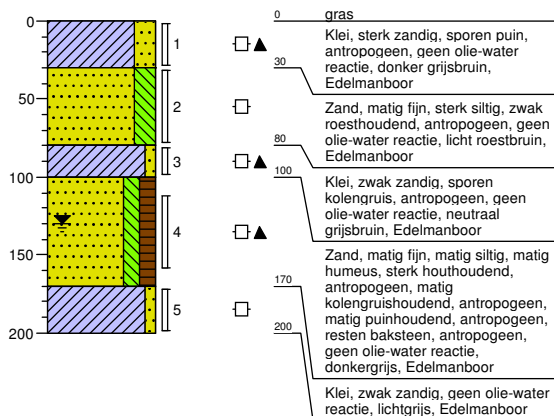 0
50
100
150
200
1
2
3
4
5
0
gras
Klei, sterk zandig, sporen puin,
antropogeen, geen olie-water
reactie, donker grijsbruin,
Edelmanboor
30
Zand, matig fijn, sterk siltig, zwak
roesthoudend, antropogeen, geen
olie-water reactie, licht roestbruin,
Edelmanboor
80
Klei, zwak zandig, sporen
kolengruis, antropogeen, geen
olie-water reactie, neutraal
grijsbruin, Edelmanboor
100
Zand, matig fijn, matig siltig, matig
humeus, sterk houthoudend,
antropogeen, matig
kolengruishoudend, antropogeen,
matig puinhoudend, antropogeen,
resten baksteen, antropogeen,
geen olie-water reactie,
donkergrijs, Edelmanboor
170
Klei, zwak zandig, geen olie-water
reactie, lichtgrijs, Edelmanboor
200